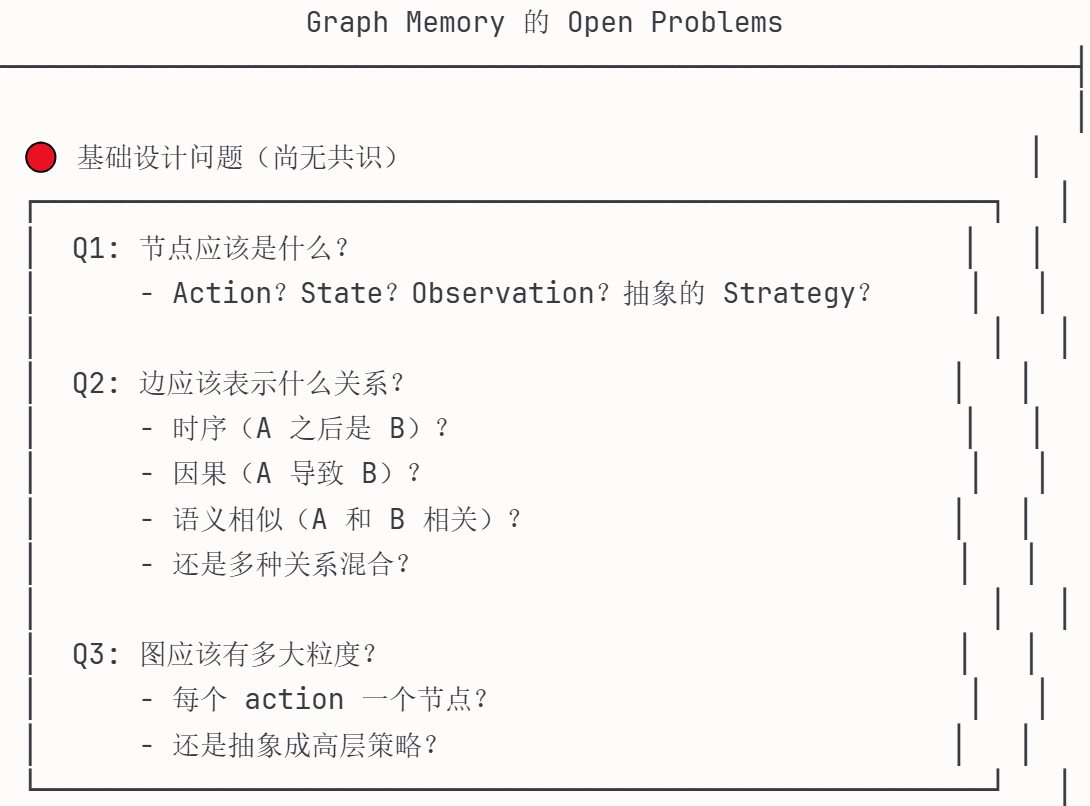 Graph Memory 的 Open Problems
基础设计问题（尚无共识）
Q1: 节点应该是什么？
- Action？State？Observation？抽象的 Strategy？
Q2: 边应该表示什么关系？
- 时序（A 之后是 B）？
- 因果（A 导致 B）？
- 语义相似（A 和 B 相关）？
- 还是多种关系混合？
Q3: 图应该有多大粒度？
- 每个 action 一个节点？
- 还是抽象成高层策略？